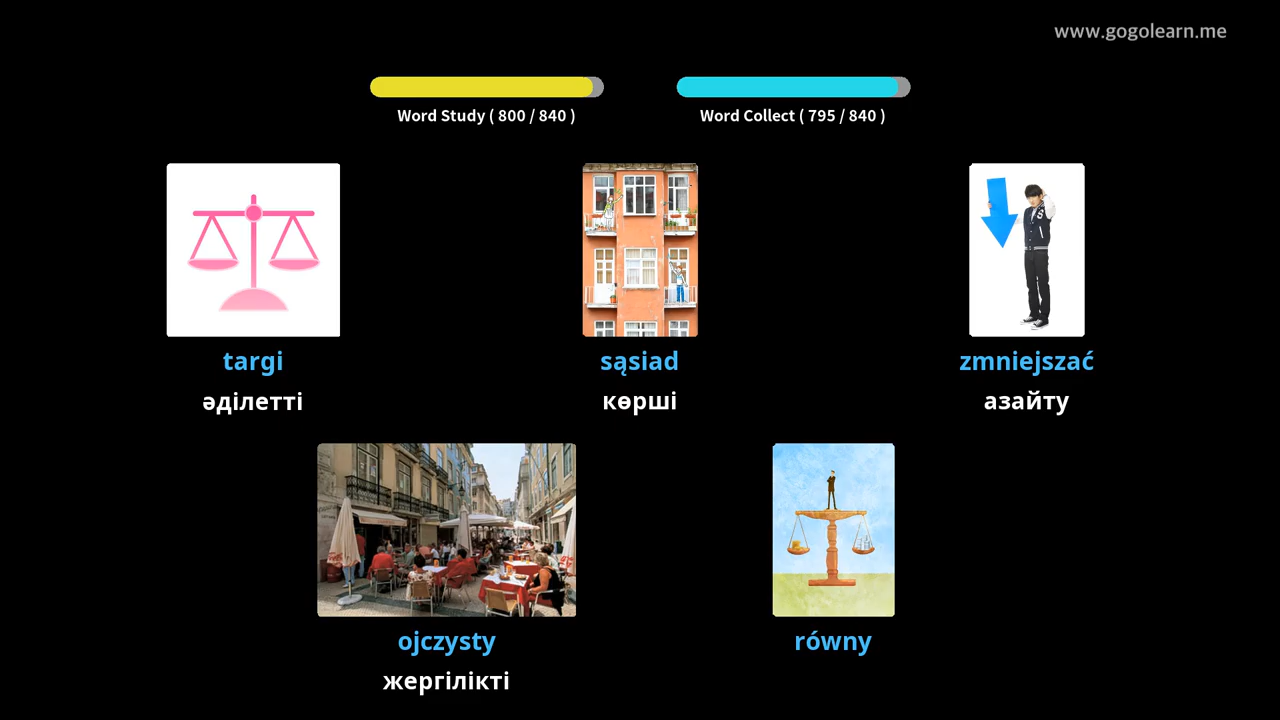 www.gogolearn.me
Word Study ( 800 / 840 )
Word Collect ( 795 / 840 )
targi
әділетті
sąsiad
көрші
zmniejszać
азайту
ojczysty
жергілікті
równy